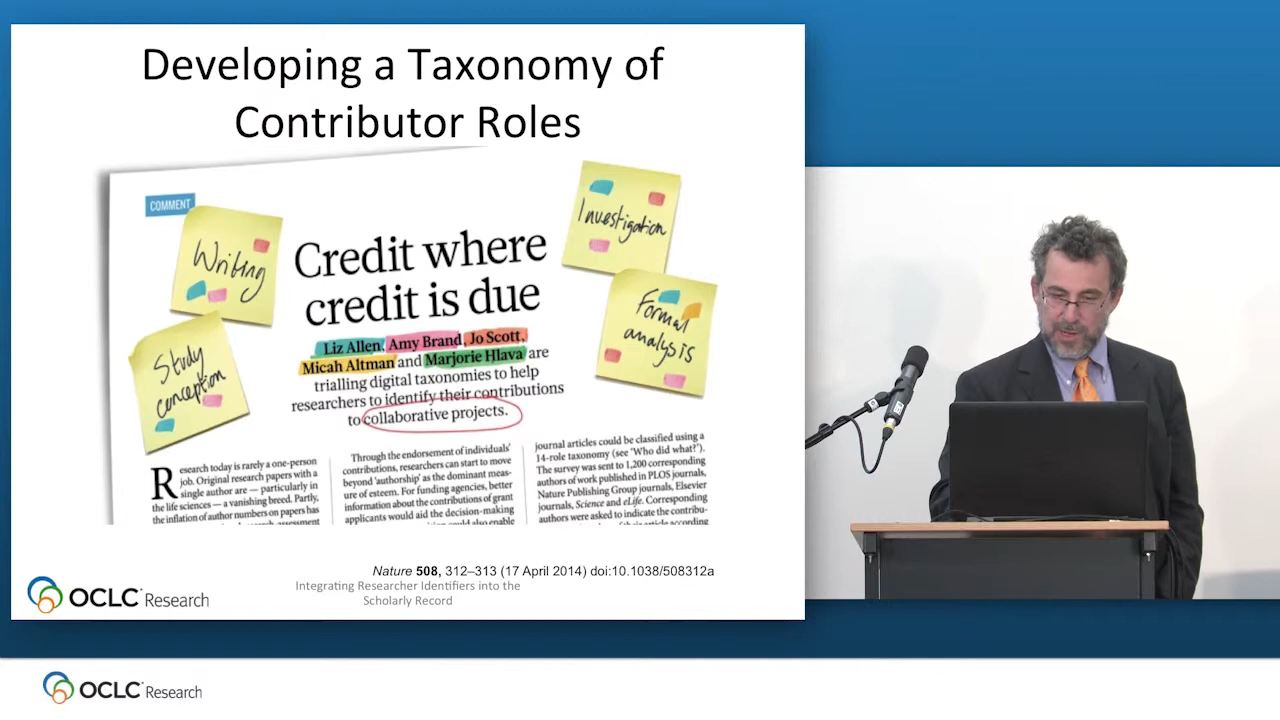 Developing a Taxonomy of
Contributor Roles
COMMENT
Writing
Study
conception
Investigation
Formal
analysis
Credit where
credit is due
Liz Allen, Amy Brand, Jo Scott,
Micah Altman and Marjorie Hlava are
trialling digital taxonomies to help
researchers to identify their contributions
to collaborative projects.
Research today is rarely a one-person
job. Original research papers with a
single author are — particularly in
the life sciences — a vanishing breed. Partly,
the inflation of author numbers on papers has
Through the endorsement of individuals'
contributions, researchers can start to move
beyond 'authorship' as the dominant meas-
ure of esteem. For funding agencies, better
information about the contributions of grant
applicants would aid the decision-making
could also enable
journal articles could be classified using a
14-role taxonomy (see 'Who did what?').
The survey was sent to 1,200 corresponding
authors of work published in PLOS journals,
Nature Publishing Group journals, Elsevier
journals, Science and eLife. Corresponding
authors were asked to indicate the contribu-
Nature 508, 312–313 (17 April 2014) doi:10.1038/508312a
Integrating Researcher Identifiers into the
Scholarly Record
OCLC Research
OCLC Research